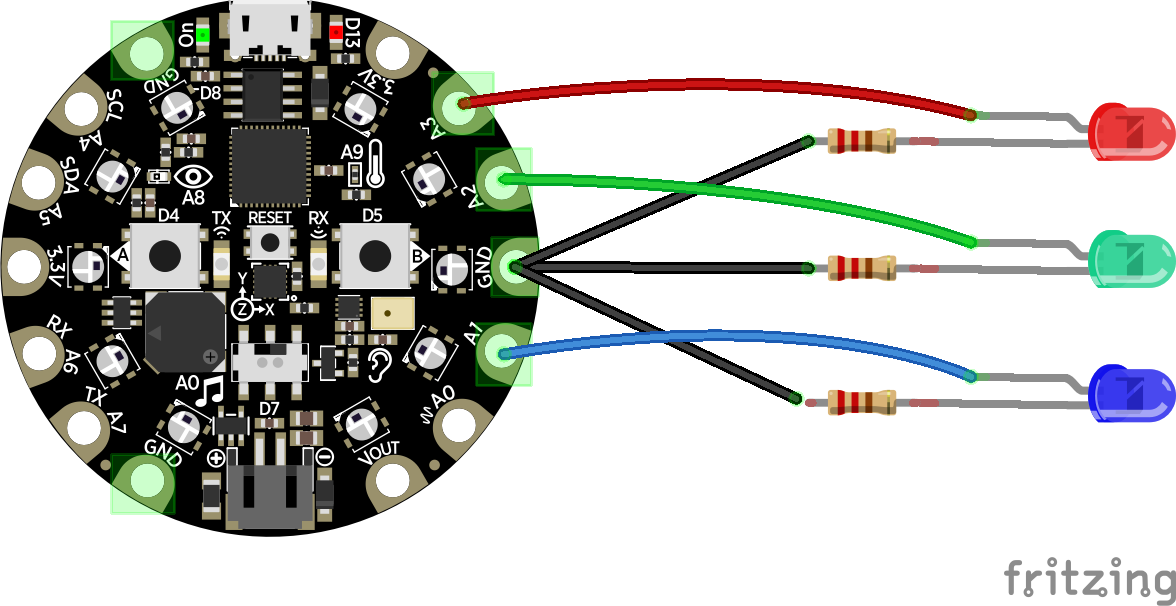 On
D13
GND
D8
3.3V
SCL
A4
A3
SDA
A5
A8
A9
A2
D4
TX
RESET
RX
D5
A
B
3.3V
GND
Y
Z
X
RX
A6
A1
TX
A7
A0
A0
D7
GND
VOUT
fritzing